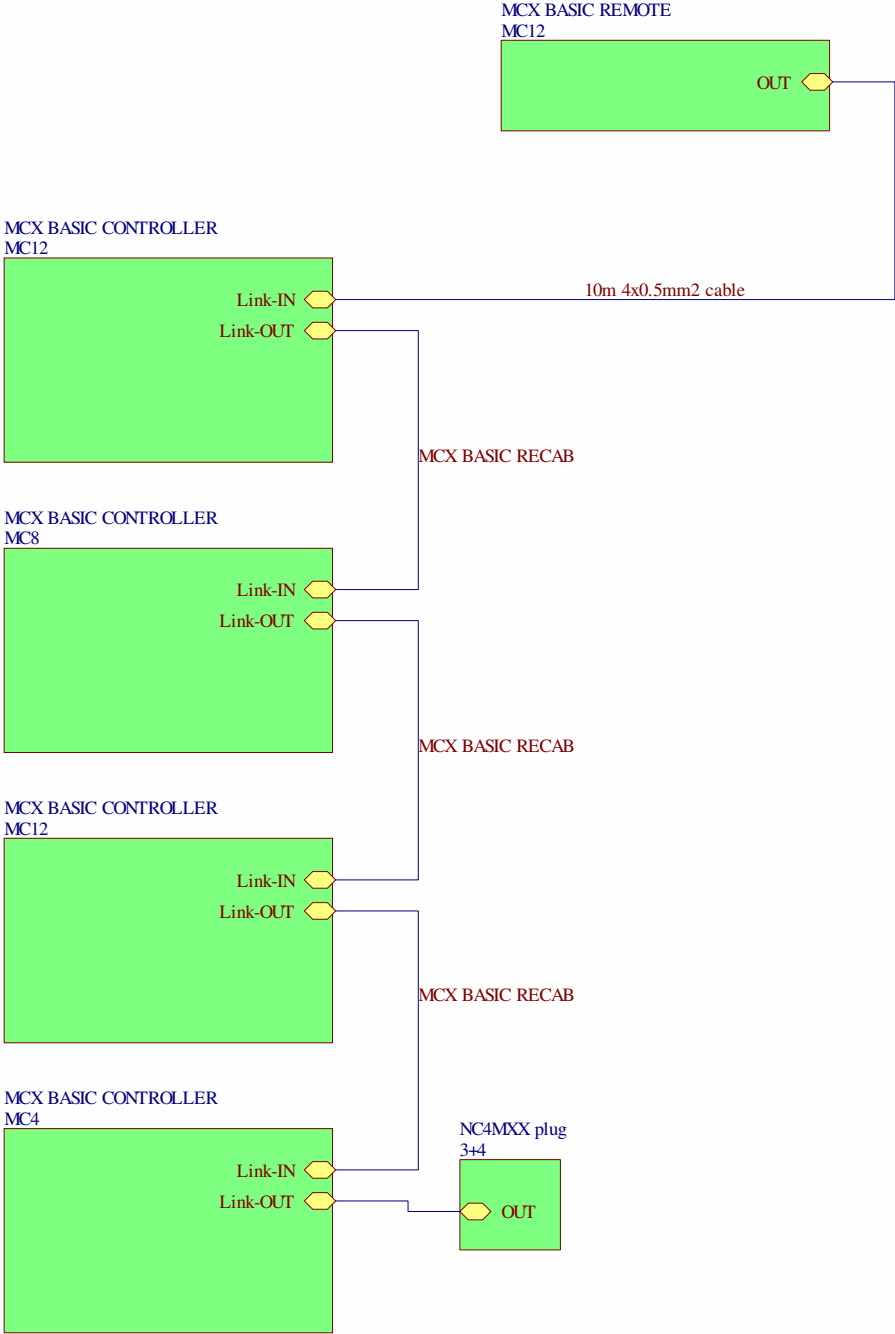 MCX BASIC REMOTE
MC12
OUT
MCX BASIC CONTROLLER
MC12
Link-IN
10m 4x0.5mm2 cable
Link-OUT
MCX BASIC RECAB
MCX BASIC CONTROLLER
MC8
Link-IN
Link-OUT
MCX BASIC RECAB
MCX BASIC CONTROLLER
MC12
Link-IN
Link-OUT
MCX BASIC RECAB
MCX BASIC CONTROLLER
MC4
Link-IN
Link-OUT
NC4MXX plug
3+4
OUT